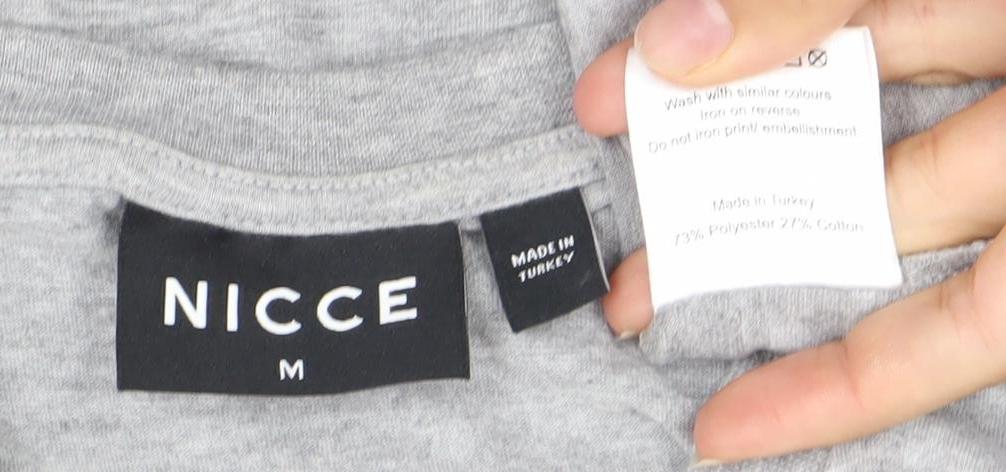 NICCE
M
MADE IN
TURKEY
Wash with similar colours
Iron on reverse
Do not iron print/ embellishment
Made in Turkey
73% Polyester 27% Cotton